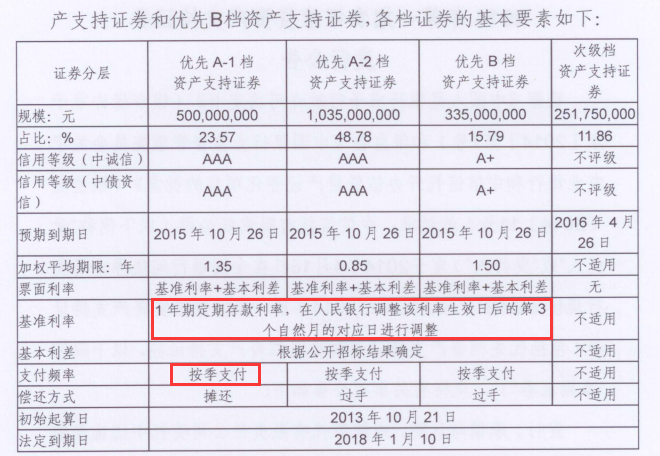 产支持证券和优先B档资产支持证券,各档证券的基本要素如下:
证券分层 优先 A-1 档 资产支持证券 优先 A-2 档 资产支持证券 优先 B 档 资产支持证券 次级档 资产支持证 券
规模:元 500,000,000 1,035,000,000 335,000,000 251,750,000
占比:% 23.57 48.78 15.79 11.86
信用等级(中诚信) AAA AAA A+ 不评级
信用等级(中债资 信) AAA AAA A+ 不评级
预期到期日 2015 年 10 月 26 日 2015 年 10 月 26 日 2015 年 10 月 26 日 2016 年 4 月 26 日
加权平均期限:年 1.35 0.85 1.50 不适用
票面利率 基准利率+基本利差 基准利率+基本利差 基准利率+基本利差 无
基准利率 1 年期定期存款利率,在人民银行调整该利率生效日后的第 3 个自然月的对应日进行调整 不适用
基本利差 根据公开招标结果确定 不适用
支付频率 按季支付 按季支付 按季支付 不适用
偿还方式 摊还 过手 过手 不适用
初始起算日 2013 年 10 月 21 日
法定到期日 2018 年 1 月 10 日